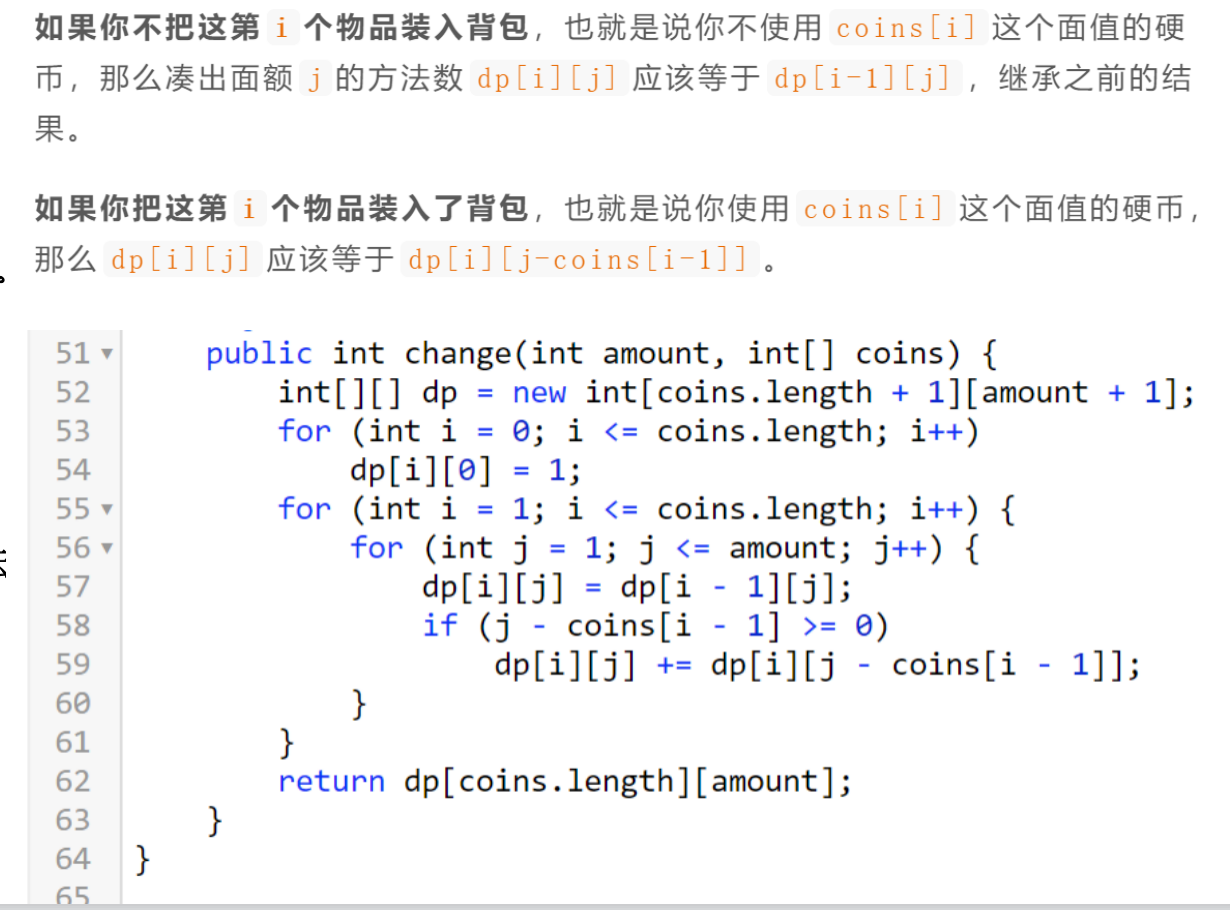 如果你不把这第 i 个物品装入背包，也就是说你不使用 coins[i] 这个面值的硬
币，那么凑出面额 j 的方法数 dp[i][j] 应该等于 dp[i-1][j] ，继承之前的结
果。
如果你把这第 i 个物品装入了背包，也就是说你使用 coins[i] 这个面值的硬币，
那么 dp[i][j] 应该等于 dp[i][j-coins[i-1]] 。
51 public int change(int amount, int[] coins) {
52 int[][] dp = new int[coins.length + 1][amount + 1];
53 for (int i = 0; i <= coins.length; i++)
54 dp[i][0] = 1;
55 for (int i = 1; i <= coins.length; i++) {
56 for (int j = 1; j <= amount; j++) {
57 dp[i][j] = dp[i - 1][j];
58 if (j - coins[i - 1] >= 0)
59 dp[i][j] += dp[i][j - coins[i - 1]];
60 }
61 }
62 return dp[coins.length][amount];
63 }
64 }
65